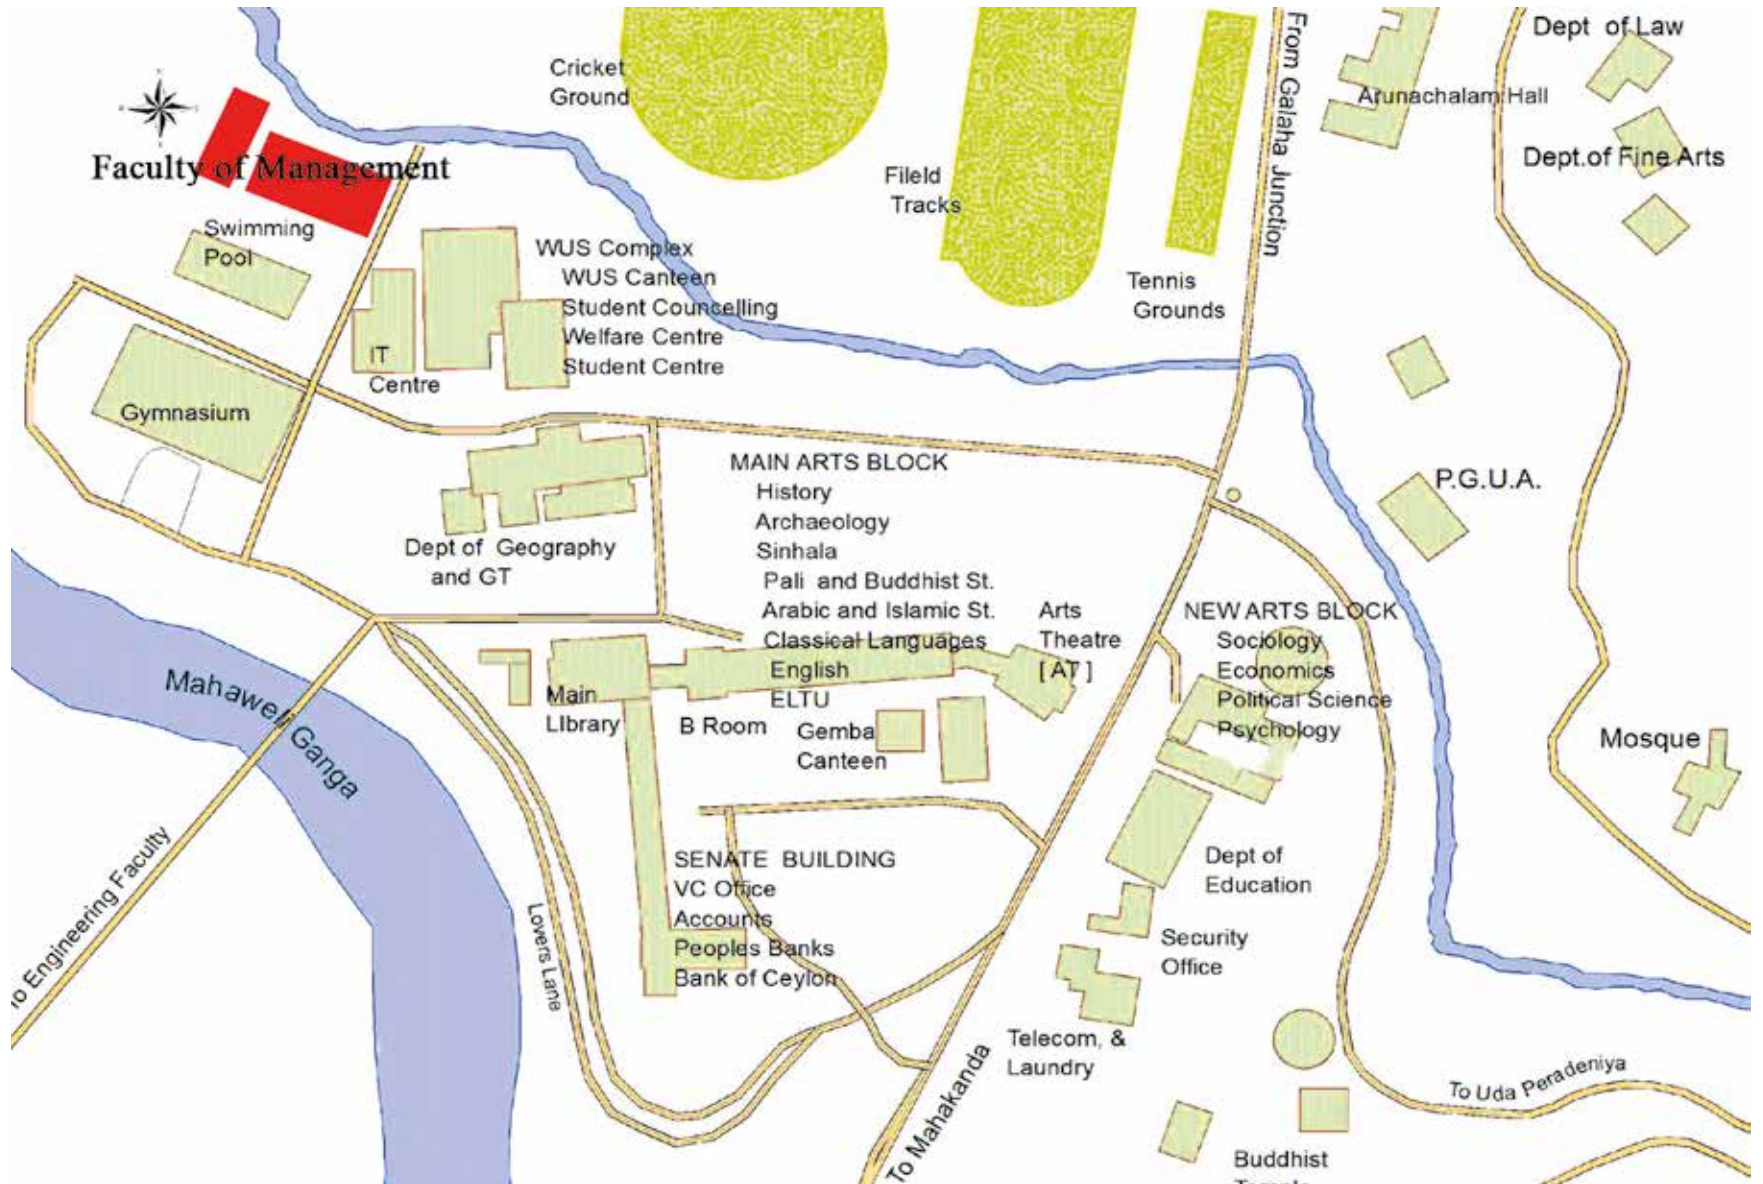 Dept of Law
Cricket
Ground
From Galaha Junction
Arunachalam Hall
Dept.of Fine Arts
Faculty of Management
Fileld
Tracks
Swimming
Pool
WUS Complex
WUS Canteen
Student Councelling
Welfare Centre
Student Centre
Tennis
Grounds
IT
Centre
Gymnasium
MAIN ARTS BLOCK
History
Archaeology
Sinhala
Pali and Buddhist St.
Arabic and Islamic St.
Classical Languages
English
ELTU
P.G.U.A.
Dept of Geography
and GT
Arts
Theatre
[ AT ]
NEW ARTS BLOCK
Sociology
Economics
Political Science
Psychology
Mahaweli Ganga
Main
LIbrary
B Room
Gemba
Canteen
Mosque
SENATE BUILDING
VC Office
Accounts
Peoples Banks
Bank of Ceylon
Dept of
Education
To Engineering Faculty
Lovers Lane
Security
Office
Telecom, &
Laundry
To Mahakanda
To Uda Peradeniya
Buddhist